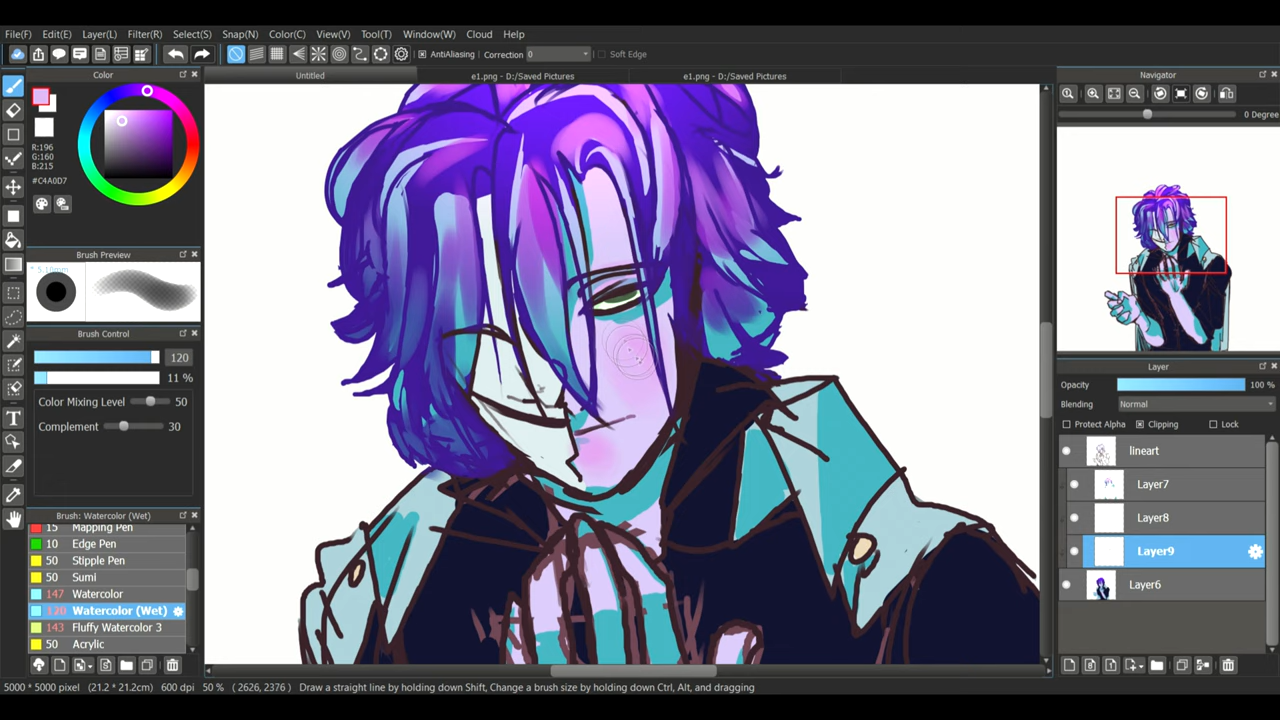 File(F) Edit(E) Layer(L) Filter(R) Select(S) Snap(N) Color(C) View(V) Tool(T) Window(W) Cloud Help
AntiAliasing Correction 0 Soft Edge
Color
Untitled e1.png - D:/Saved Pictures e1.png - D:/Saved Pictures
Navigator
0 Degree
R:196
G:160
B:215
#C4A0D7
Brush Preview
* 5.10mm
Brush Control
120
11 %
Color Mixing Level 50
Complement 30
Brush: Watercolor (Wet)
15 Mapping Pen
10 Edge Pen
50 Stipple Pen
50 Sumi
147 Watercolor
120 Watercolor (Wet)
143 Fluffy Watercolor 3
50 Acrylic
Layer
Opacity 100 %
Blending Normal
Protect Alpha Clipping Lock
lineart
Layer7
Layer8
Layer9
Layer6
5000 * 5000 pixel (21.2 * 21.2cm) 600 dpi 50 % ( 2626, 2376 ) Draw a straight line by holding down Shift, Change a brush size by holding down Ctrl, Alt, and dragging